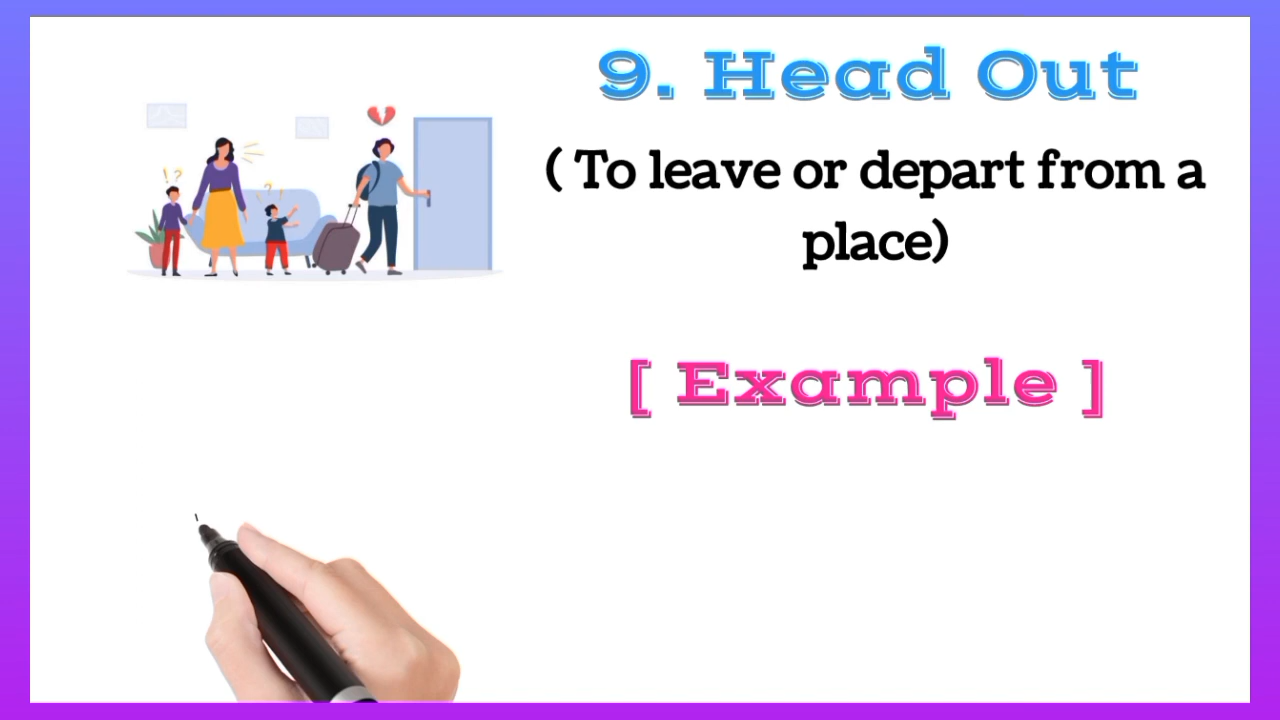 9. Head Out
( To leave or depart from a
place)
[ Example ]